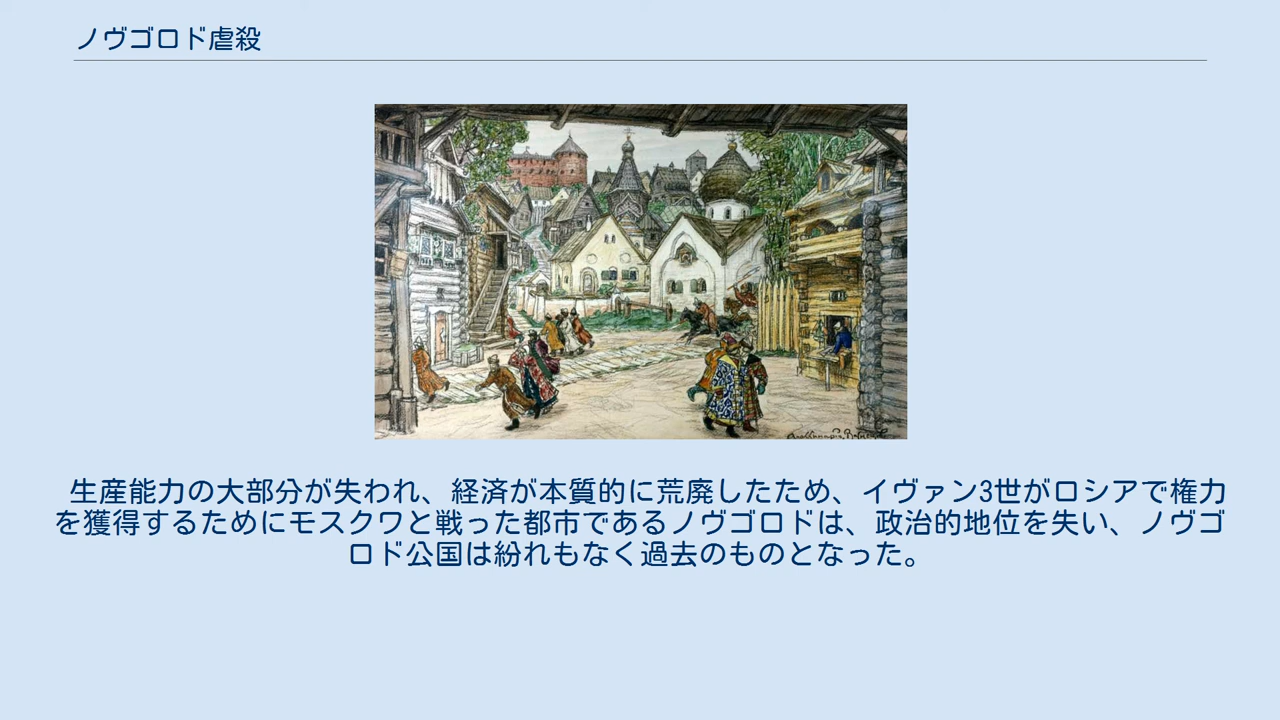 ノヴゴロド虐殺
生産能力の大部分が失われ、経済が本質的に荒廃したため、イヴァン3世がロシアで権力
を獲得するためにモスクワと戦った都市であるノヴゴロドは、政治的地位を失い、ノヴゴ
ロド公国は紛れもなく過去のものとなった。